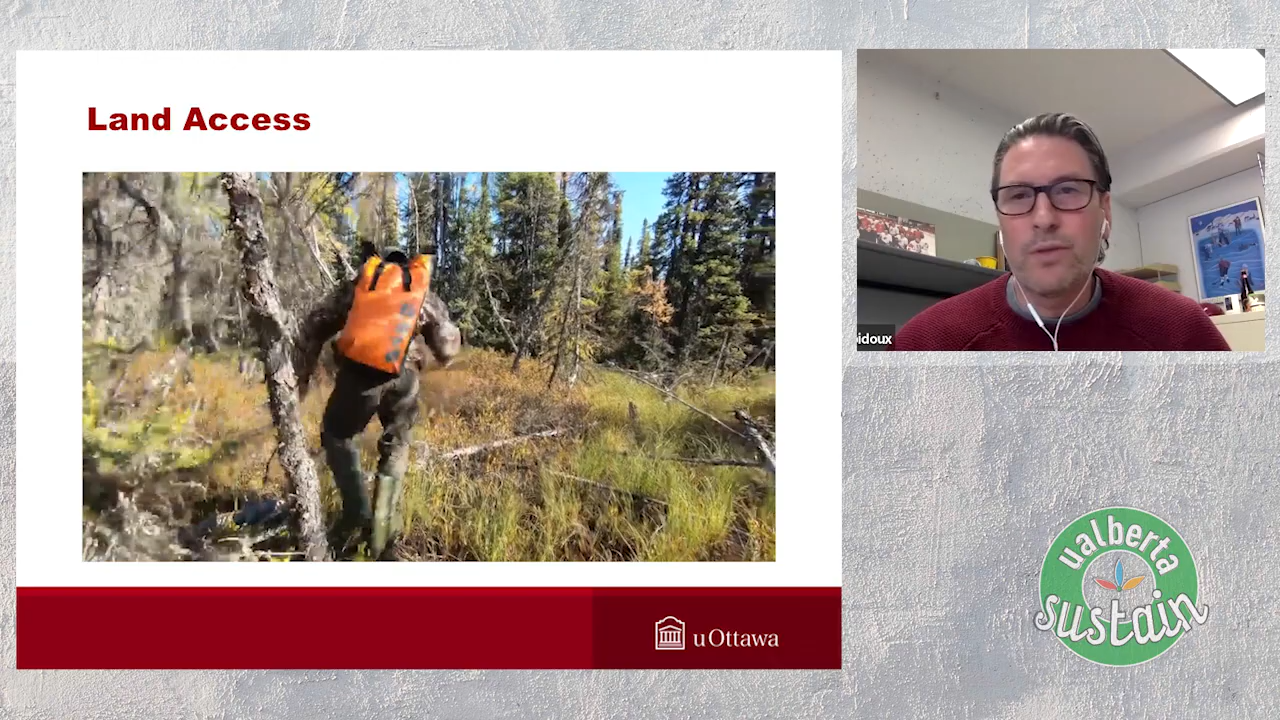 Land Access
uOttawa
idoux
ualberta
sustain